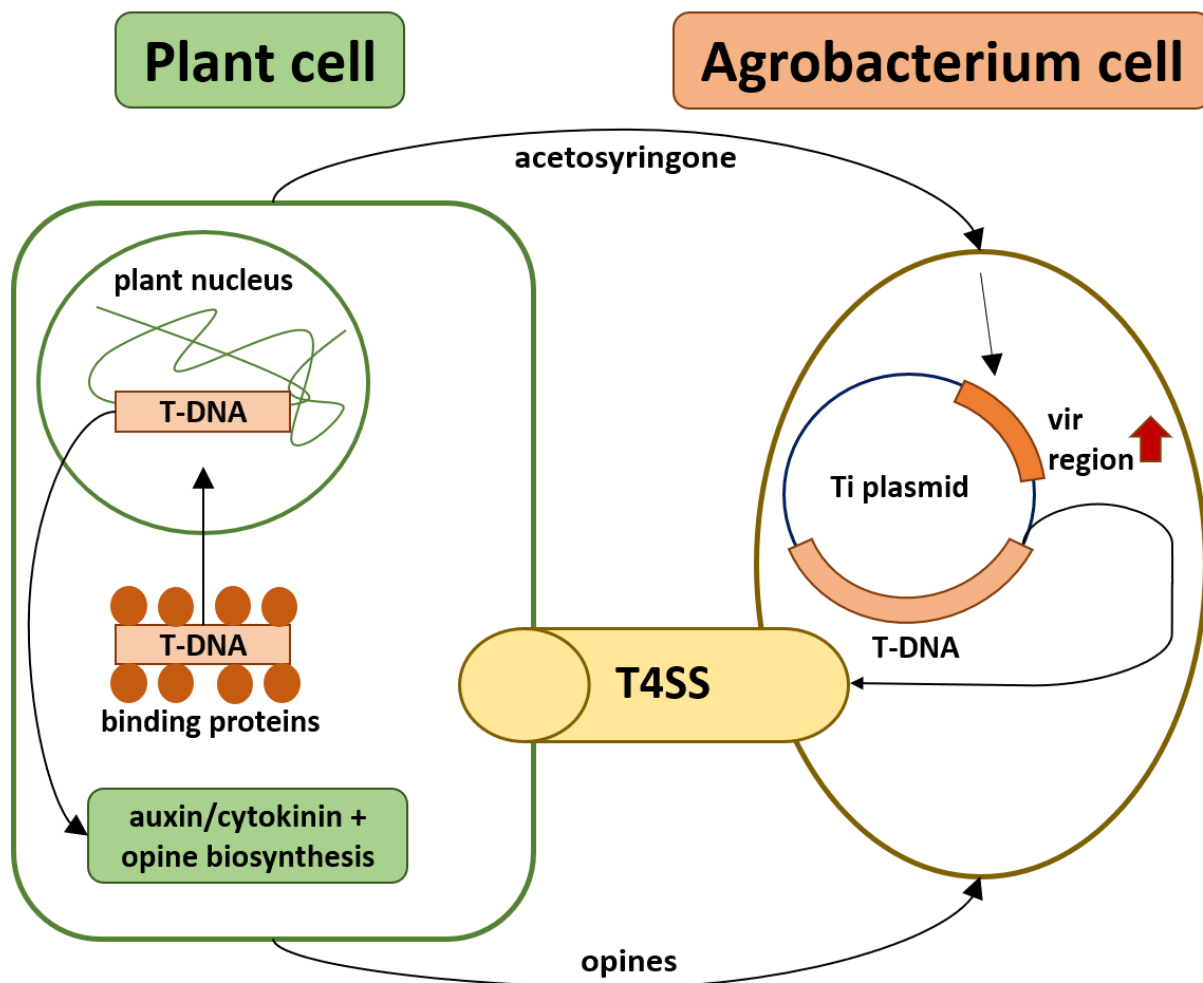 Plant cell
Agrobacterium cell
acetosyringone
plant nucleus
T-DNA
T-DNA
binding proteins
auxin/cytokinin +
opine biosynthesis
T4SS
vir
region
Ti plasmid
T-DNA
opines